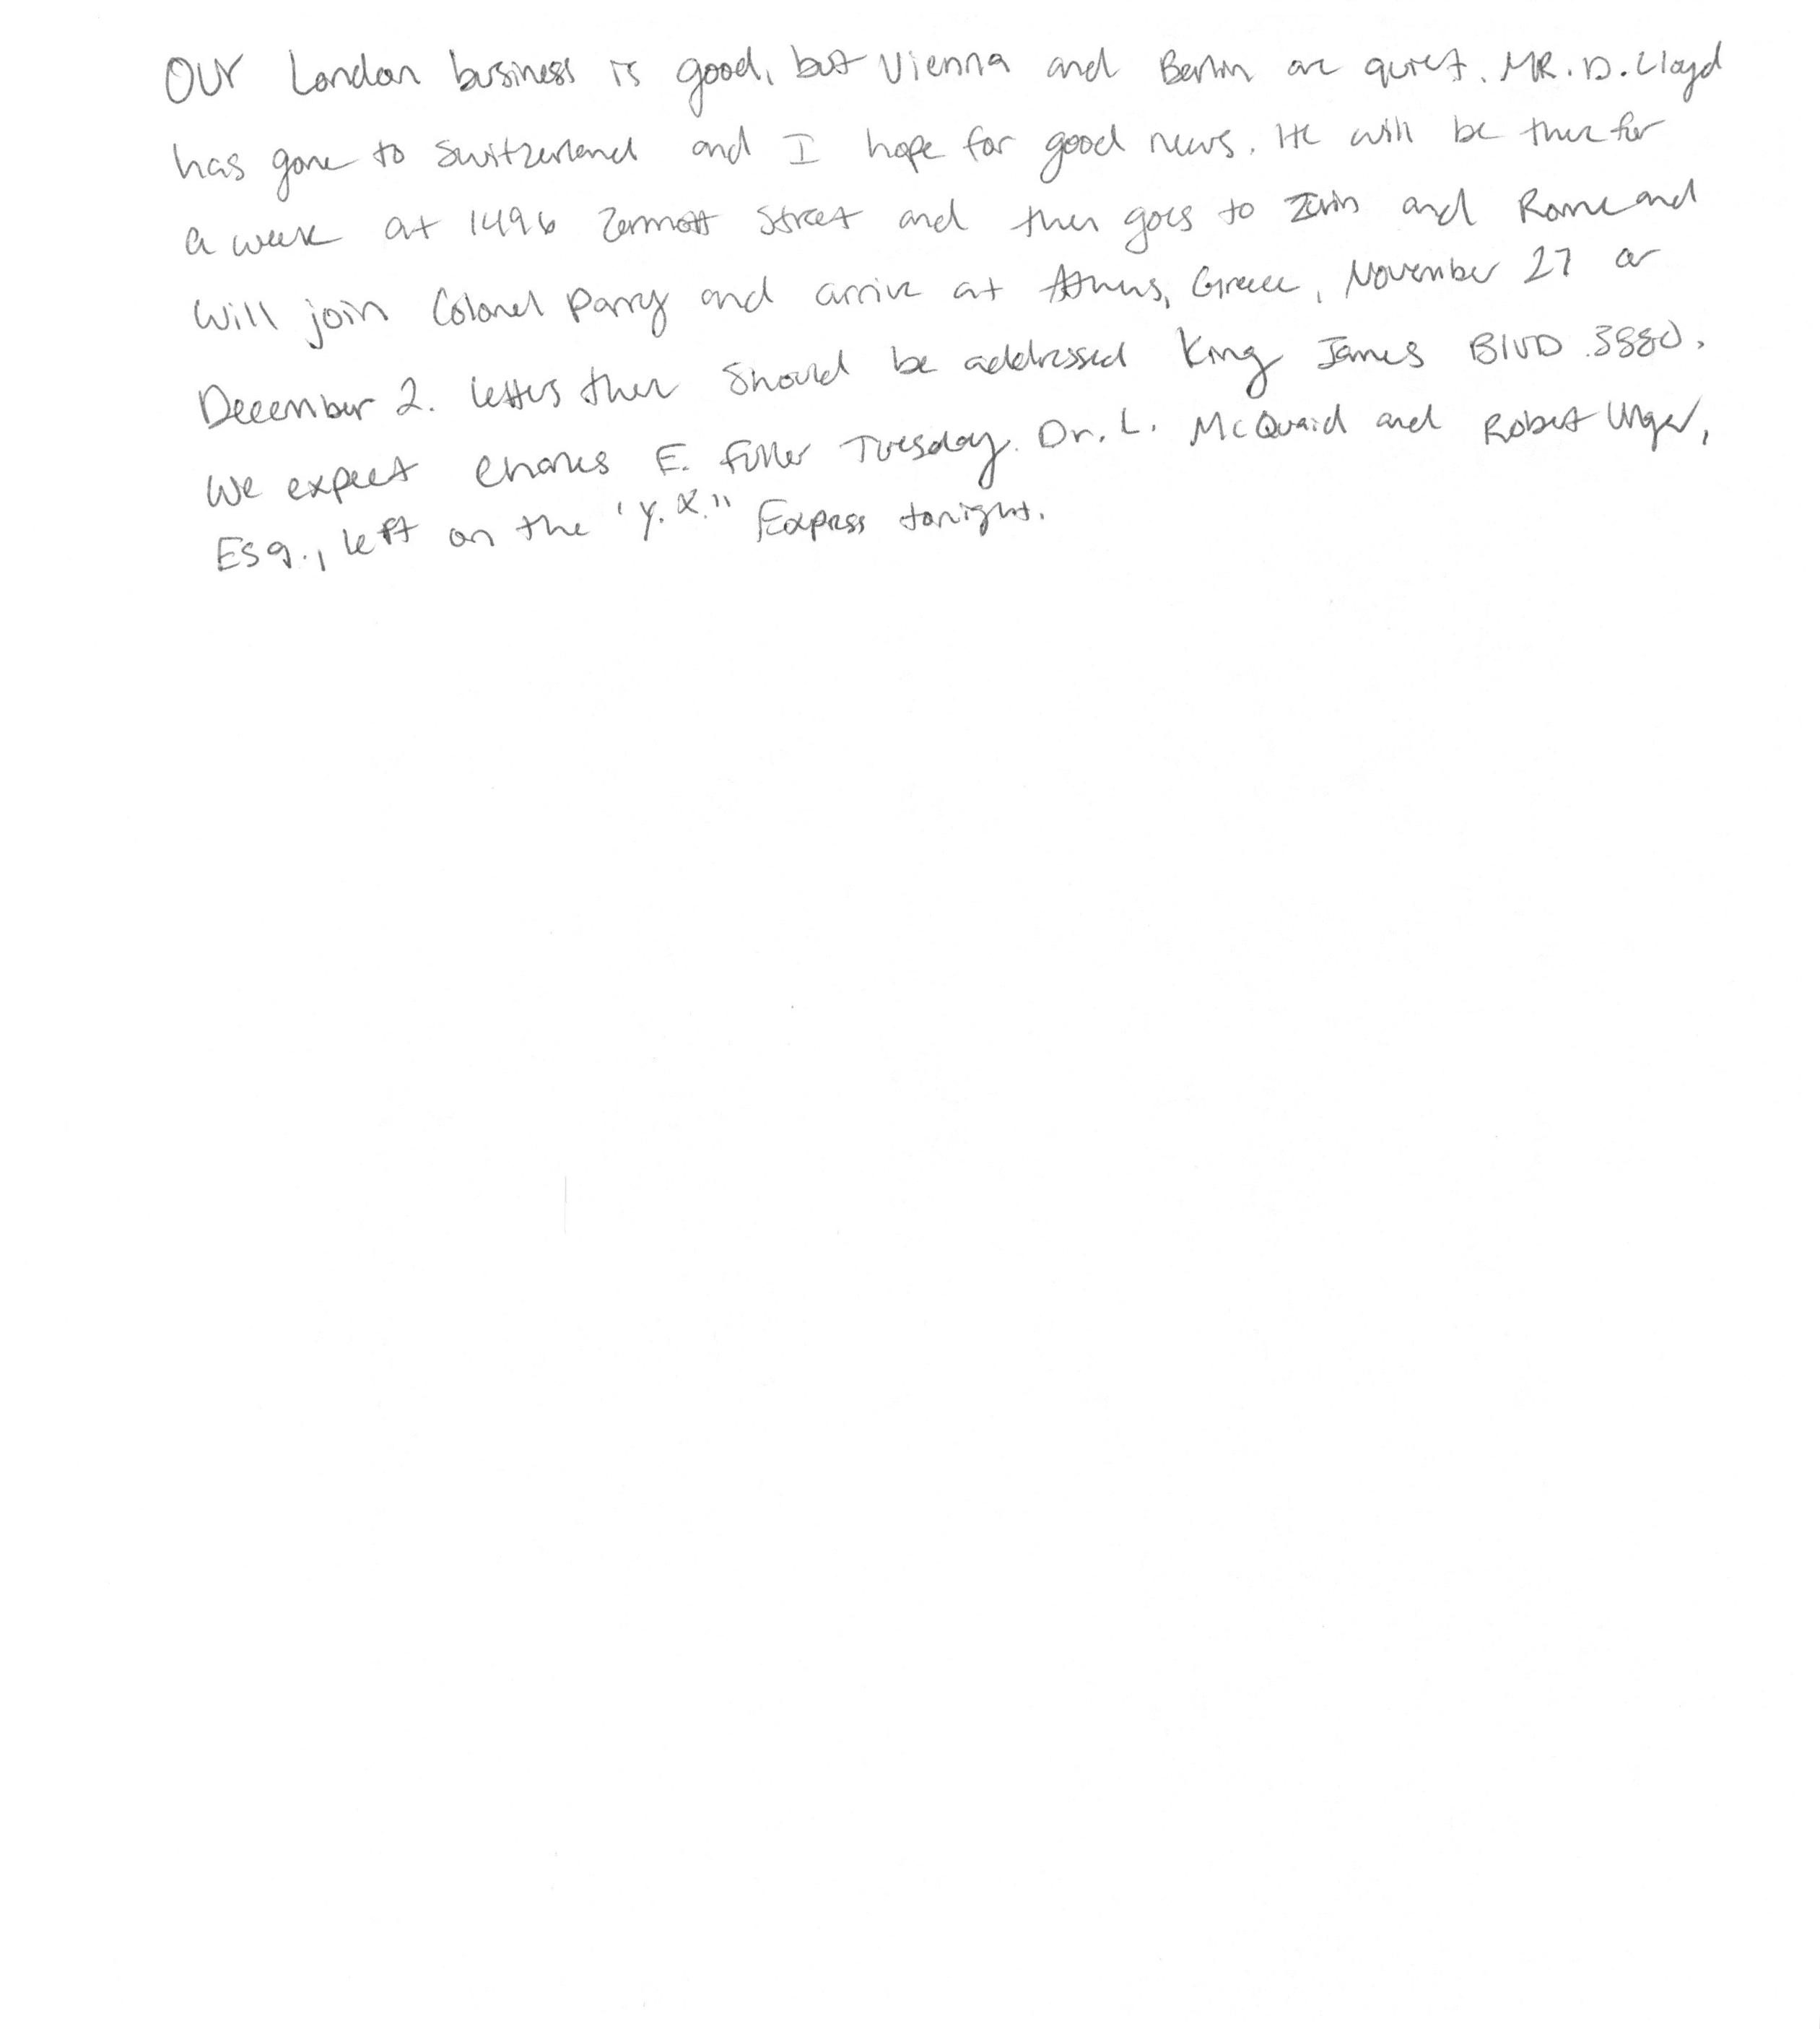 OUR London business is good, but Vienna and Berlin are quiet. MR. D. Lloyd
has gone to Switzerland and I hope for good news. He will be there for
a week at 1496 Zermott Street and then goes to and Rome and
will join Colonel Parry and arrive at Athens, Greece, November 27 or
December 2. Letters there should be addressed King James BLVD 3580.
We expect Charles E. Fuller Tuesday. Dr. L. McQuaid and Robert Unger,
Esq., left on the 'Y.X." Express tonight.